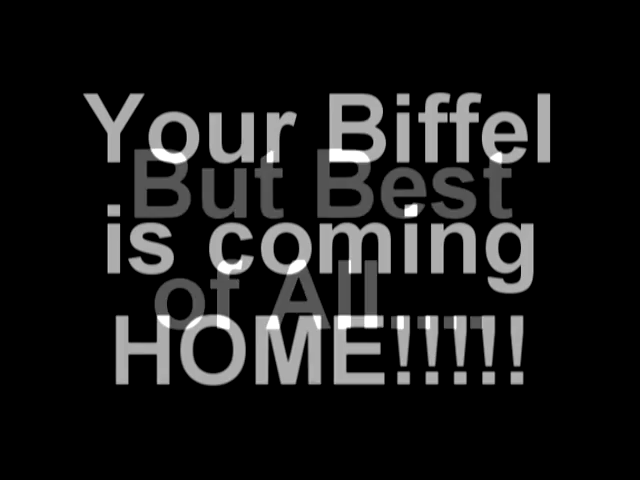 Your Biffel
But Best
is coming
of All.....
HOME!!!!!